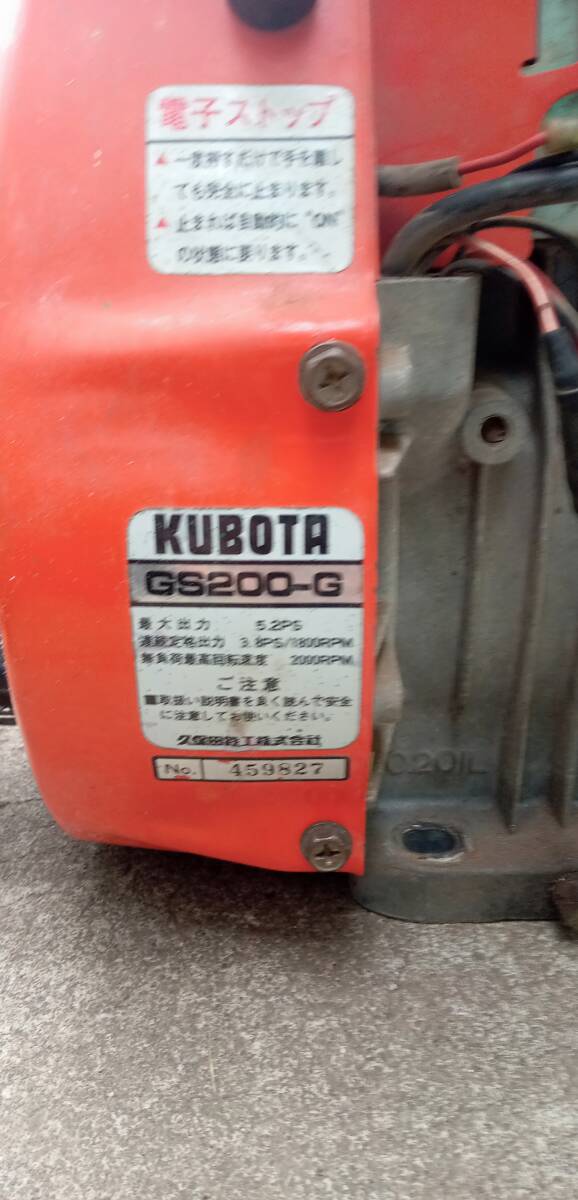 電子ストップ
▲一度押すだけで手を離し
ても完全に止まります。
▲止まれば自動的に"ON"
の状態に戻ります。
KUBOTA
GS200-G
最大出力 5.2PS
連続定格出力 3.8PS/1800RPM
無負荷最高回転速度 2000RPM
ご注意
■取扱い説明書を良く読んで安全
に注意してお使いください。
久保田鉄工株式会社
No. 459827
0.201L